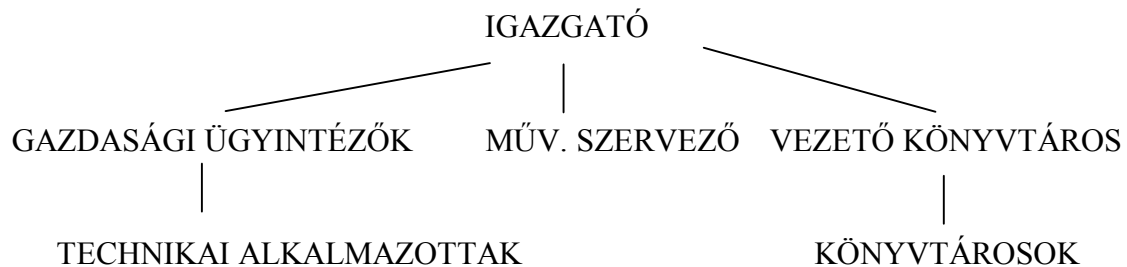 IGAZGATÓ
GAZDASÁGI ÜGYINTÉZŐK MŰV. SZERVEZŐ VEZETŐ KÖNYVTÁROS
TECHNIKAI ALKALMAZOTTAK KÖNYVTÁROSOK